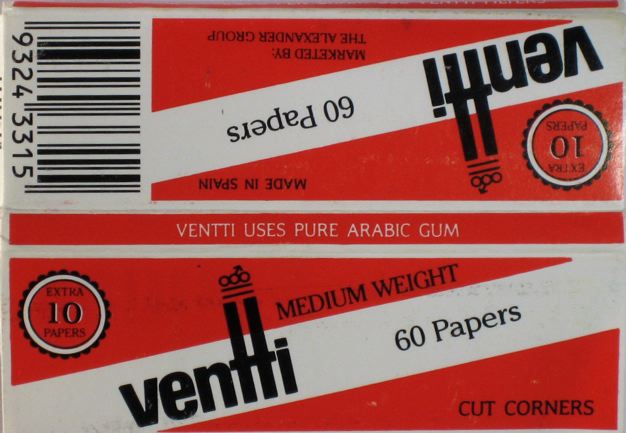 9324 3315
MARKETED BY:
THE ALEXANDER GROUP
ventti
60 Papers
EXTRA
10
PAPERS
MADE IN SPAIN
VENTTI USES PURE ARABIC GUM
EXTRA
10
PAPERS
MEDIUM WEIGHT
60 Papers
ventti
CUT CORNERS